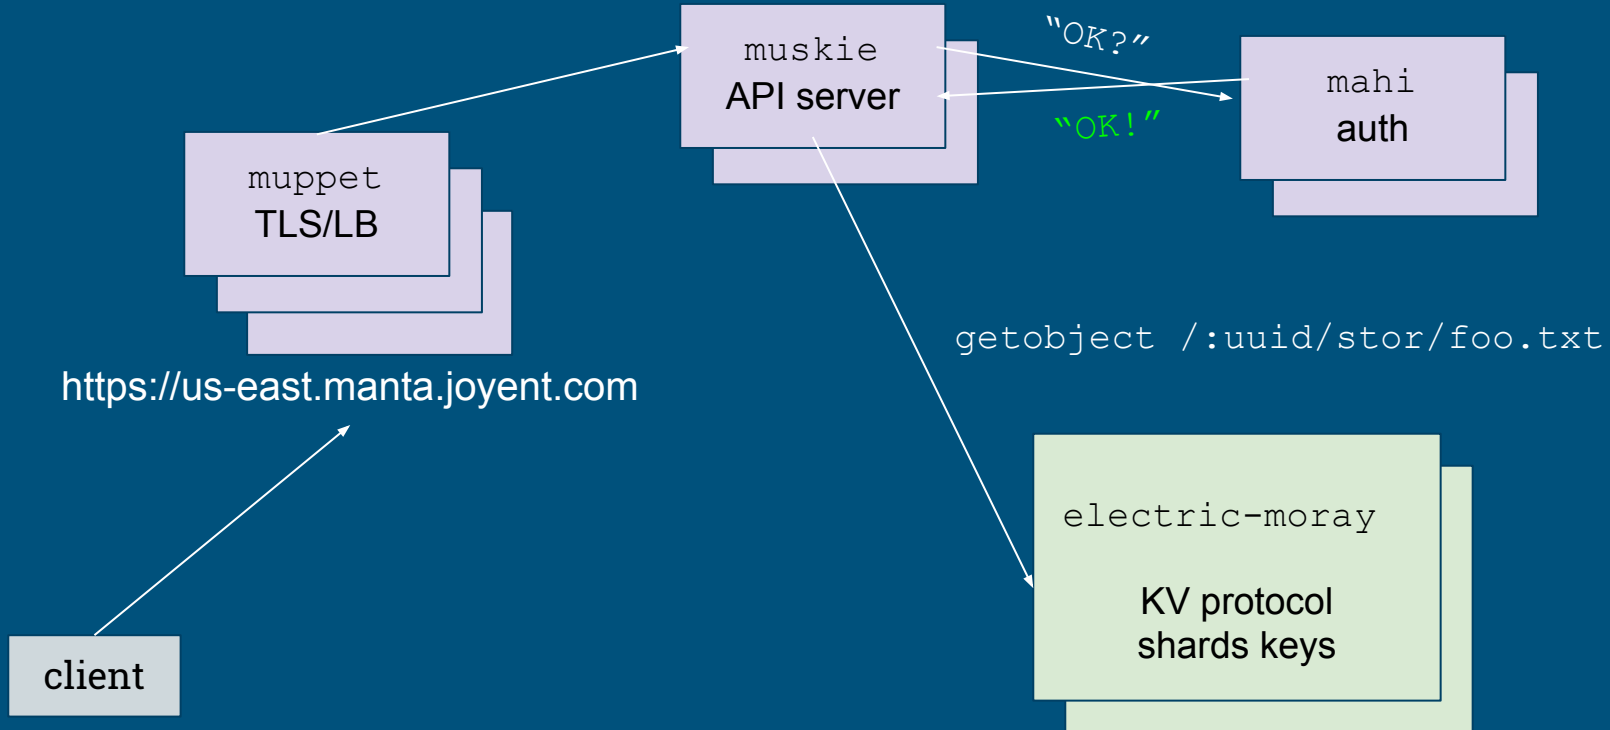 muskie
API server
“OK?”
“OK!”
mahi
auth
muppet
TLS/LB
https://us-east.manta.joyent.com
getobject /:uuid/stor/foo.txt
electric-moray
KV protocol
shards keys
client